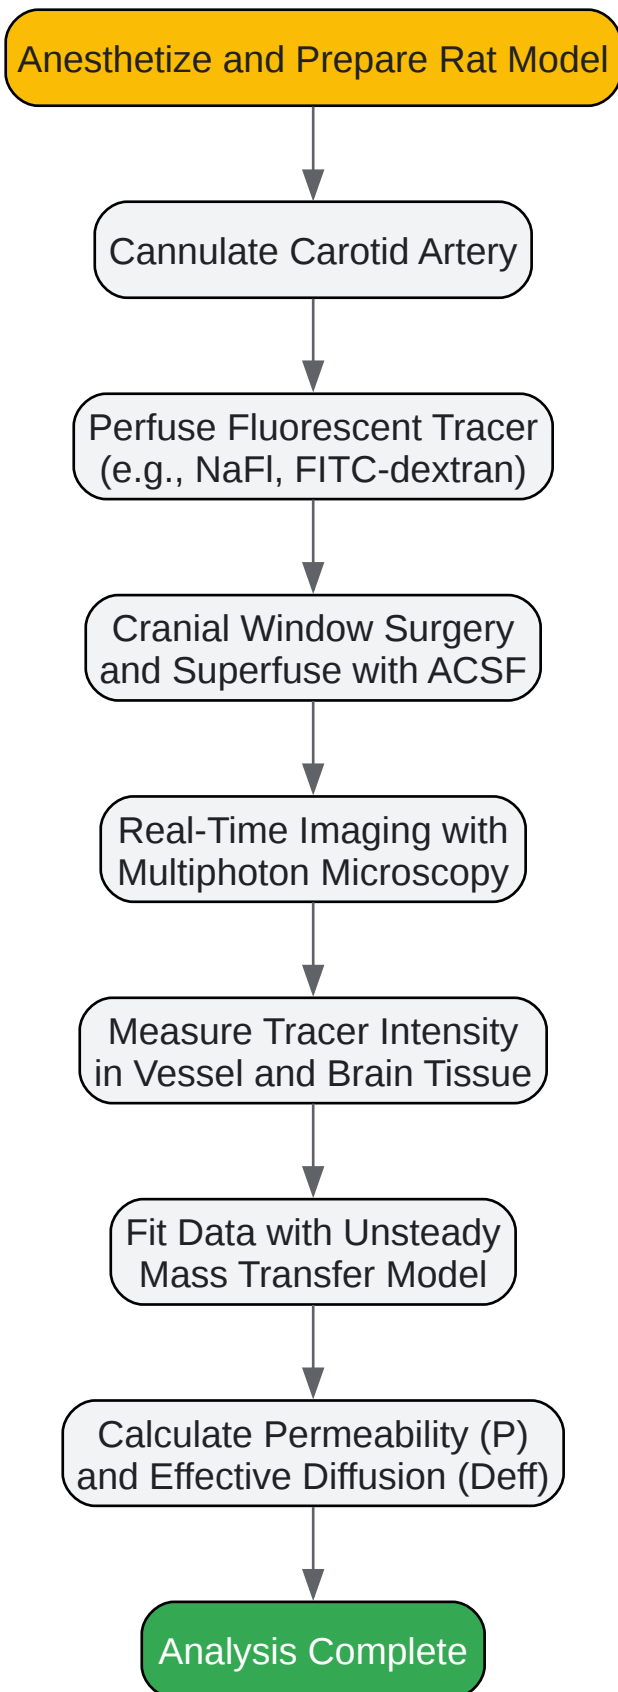 Anesthetize and Prepare Rat Model
Cannulate Carotid Artery
Perfuse Fluorescent Tracer
(e.g., NaFl, FITC-dextran)
Cranial Window Surgery
and Superfuse with ACSF
Real-Time Imaging with
Multiphoton Microscopy
Measure Tracer Intensity
in Vessel and Brain Tissue
Fit Data with Unsteady
Mass Transfer Model
Calculate Permeability (P)
and Effective Diffusion (Deff)
Analysis Complete